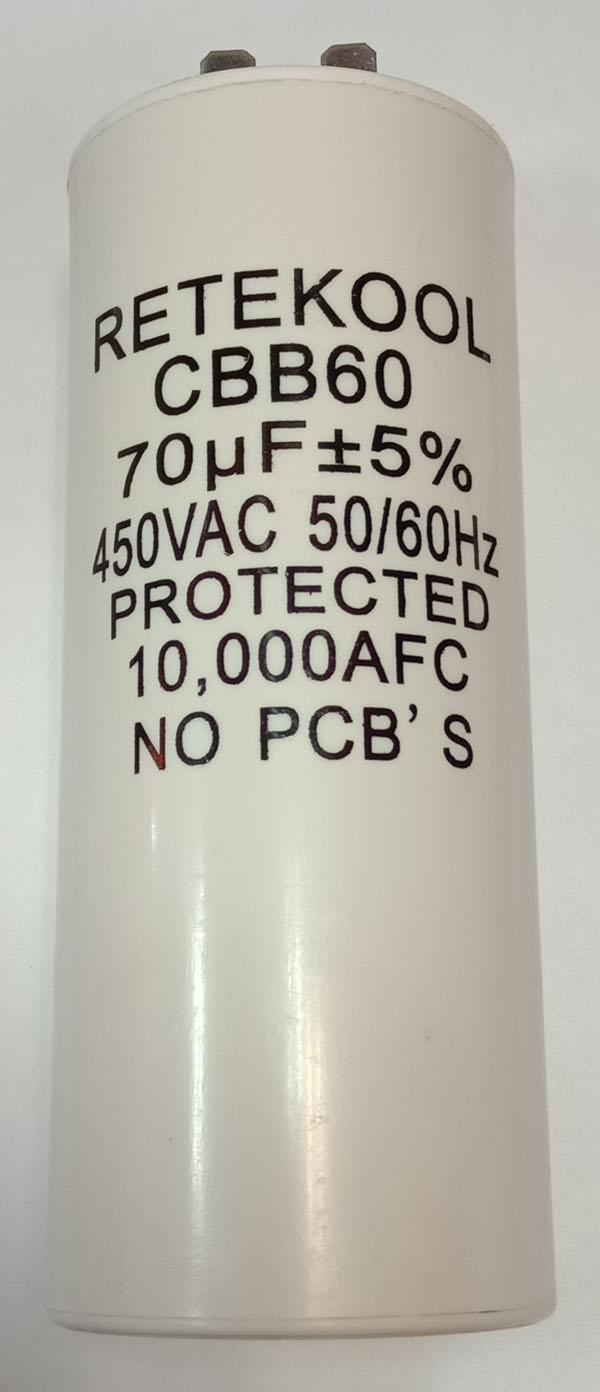 RETEKOOL
CBB60
70µF±5%
450VAC 50/60Hz
PROTECTED
10,000AFC
NO PCB'S